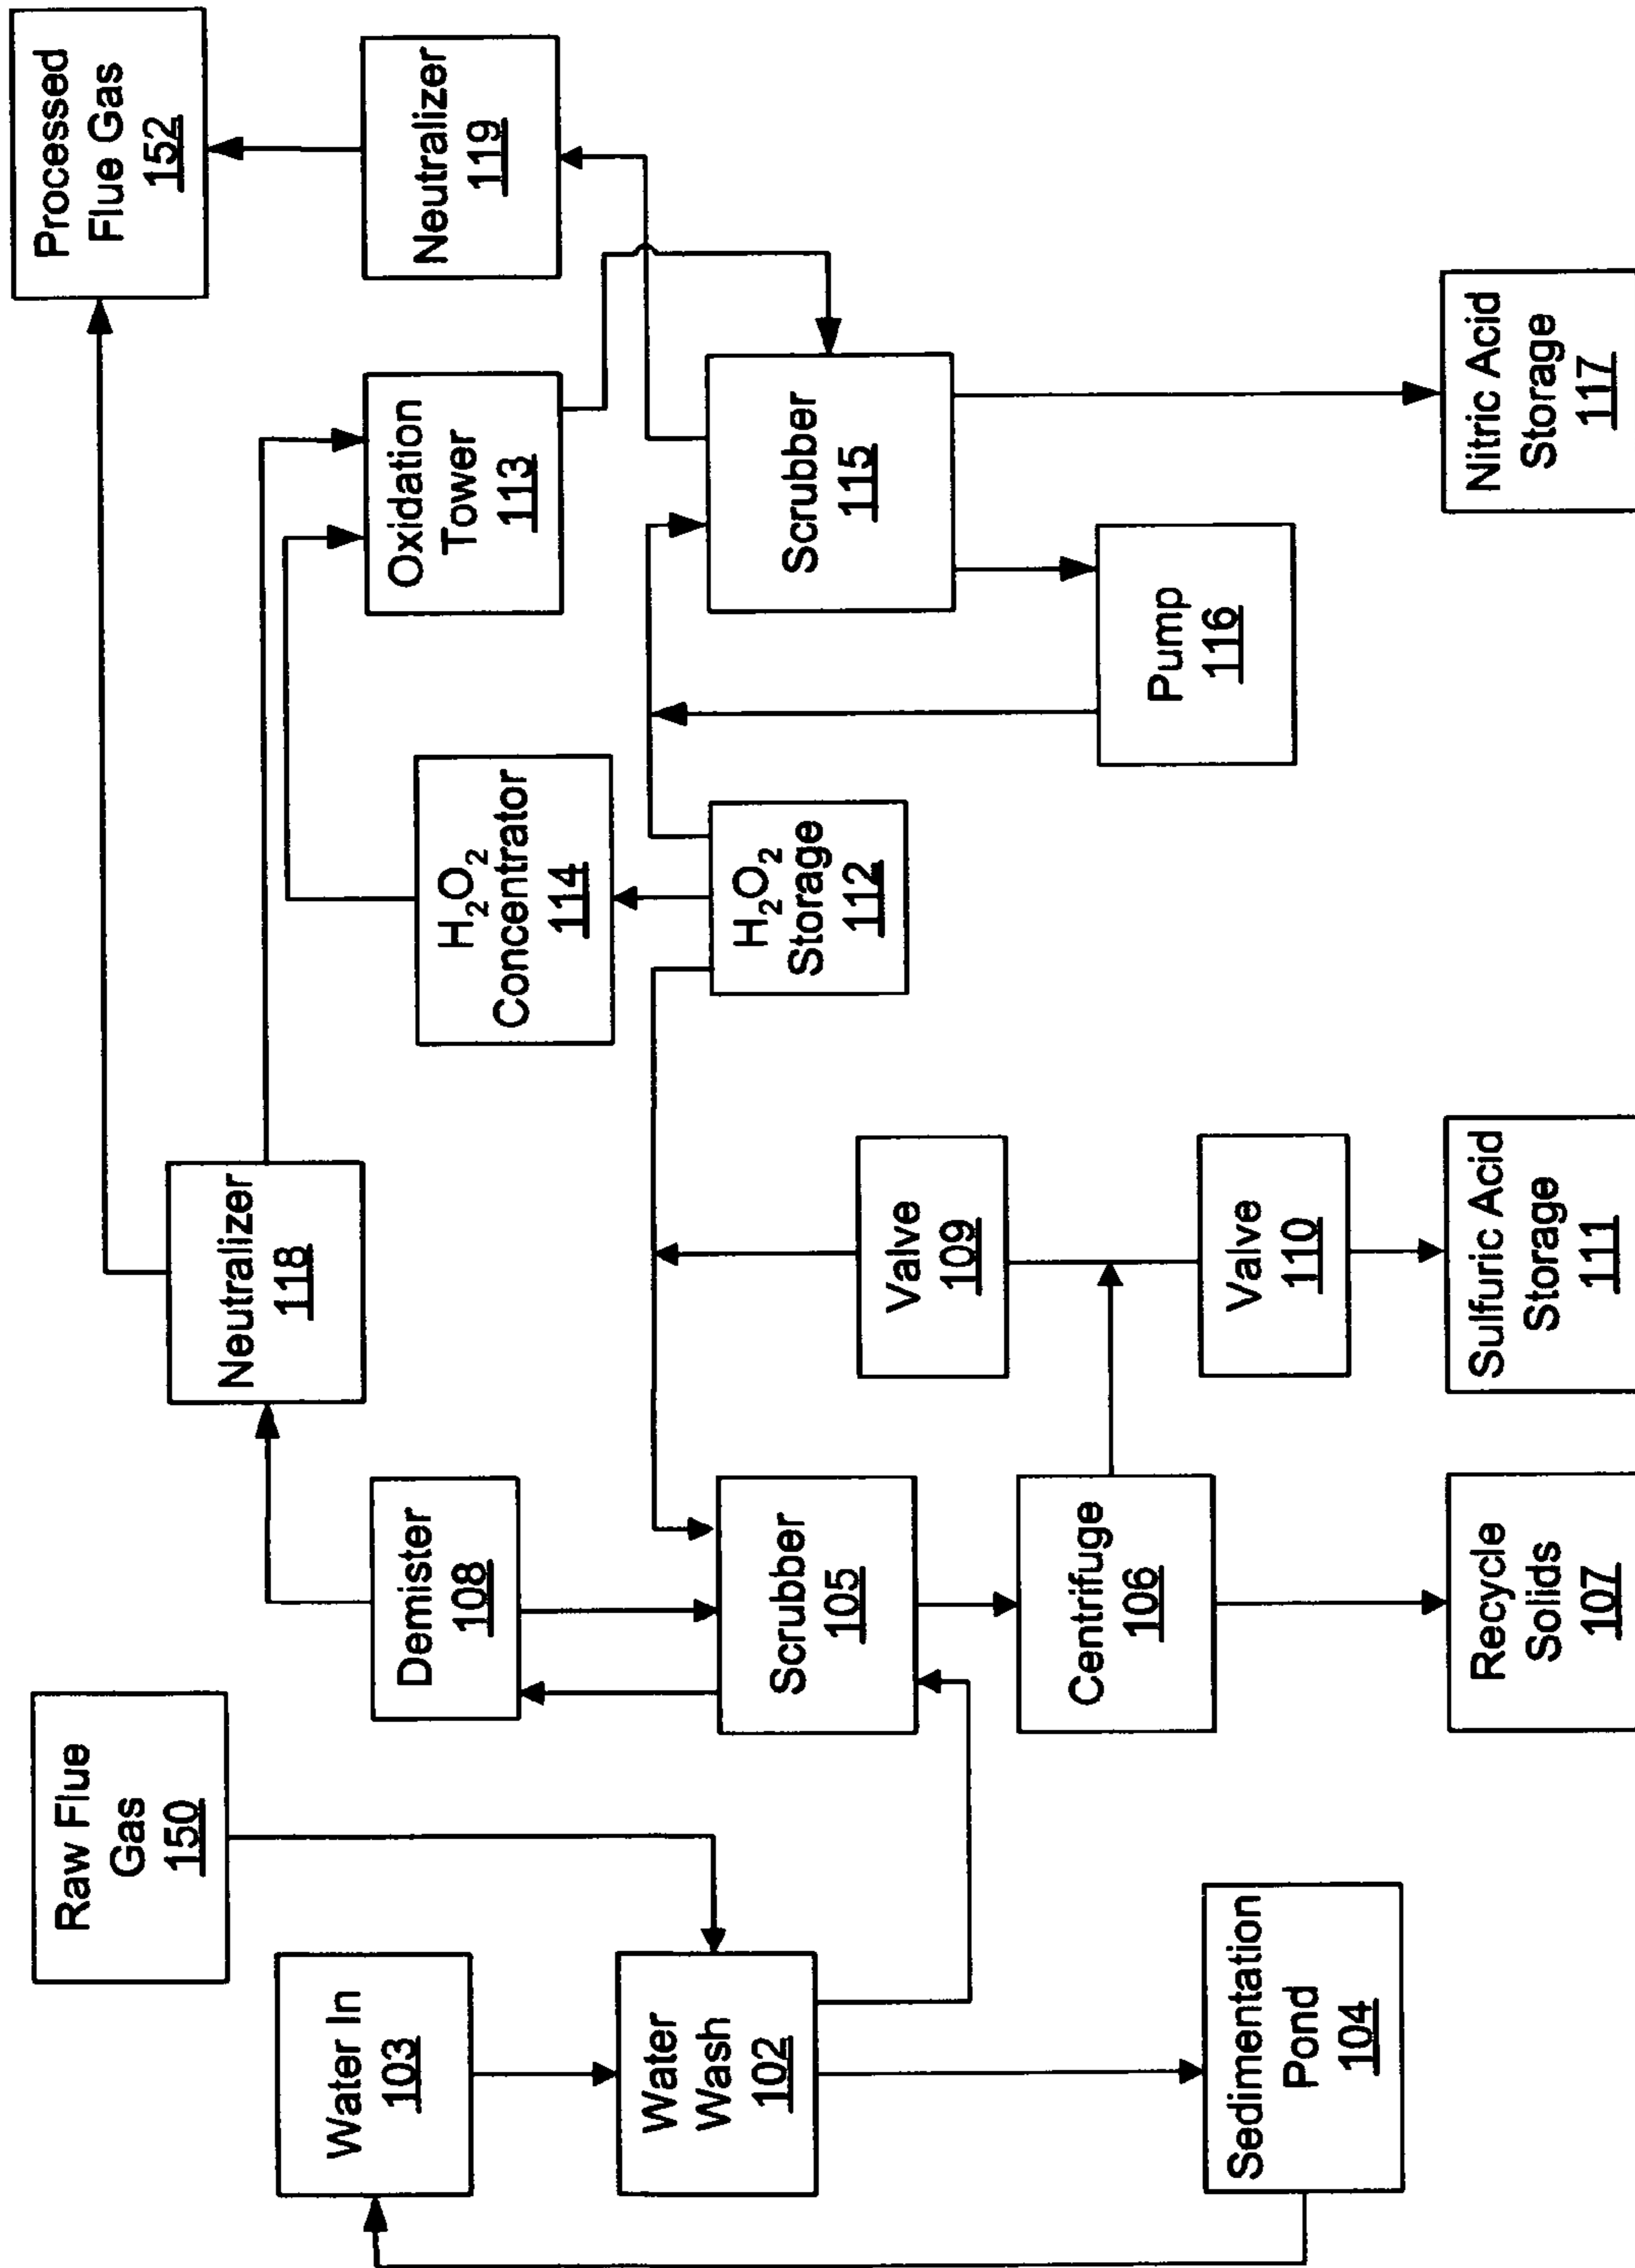 Raw Flue
Gas
150
Processed
Flue Gas
152
Water In
103
Neutralizer
118
Neutralizer
119
Demister
108
H2O2
Concentrator
114
Oxidation
Tower
113
Water
Wash
102
Scrubber
105
H2O2
Storage
112
Scrubber
115
Valve
109
Centrifuge
106
Valve
110
Pump
116
Sedimentation
Pond
104
Recycle
Solids
107
Sulfuric Acid
Storage
111
Nitric Acid
Storage
117